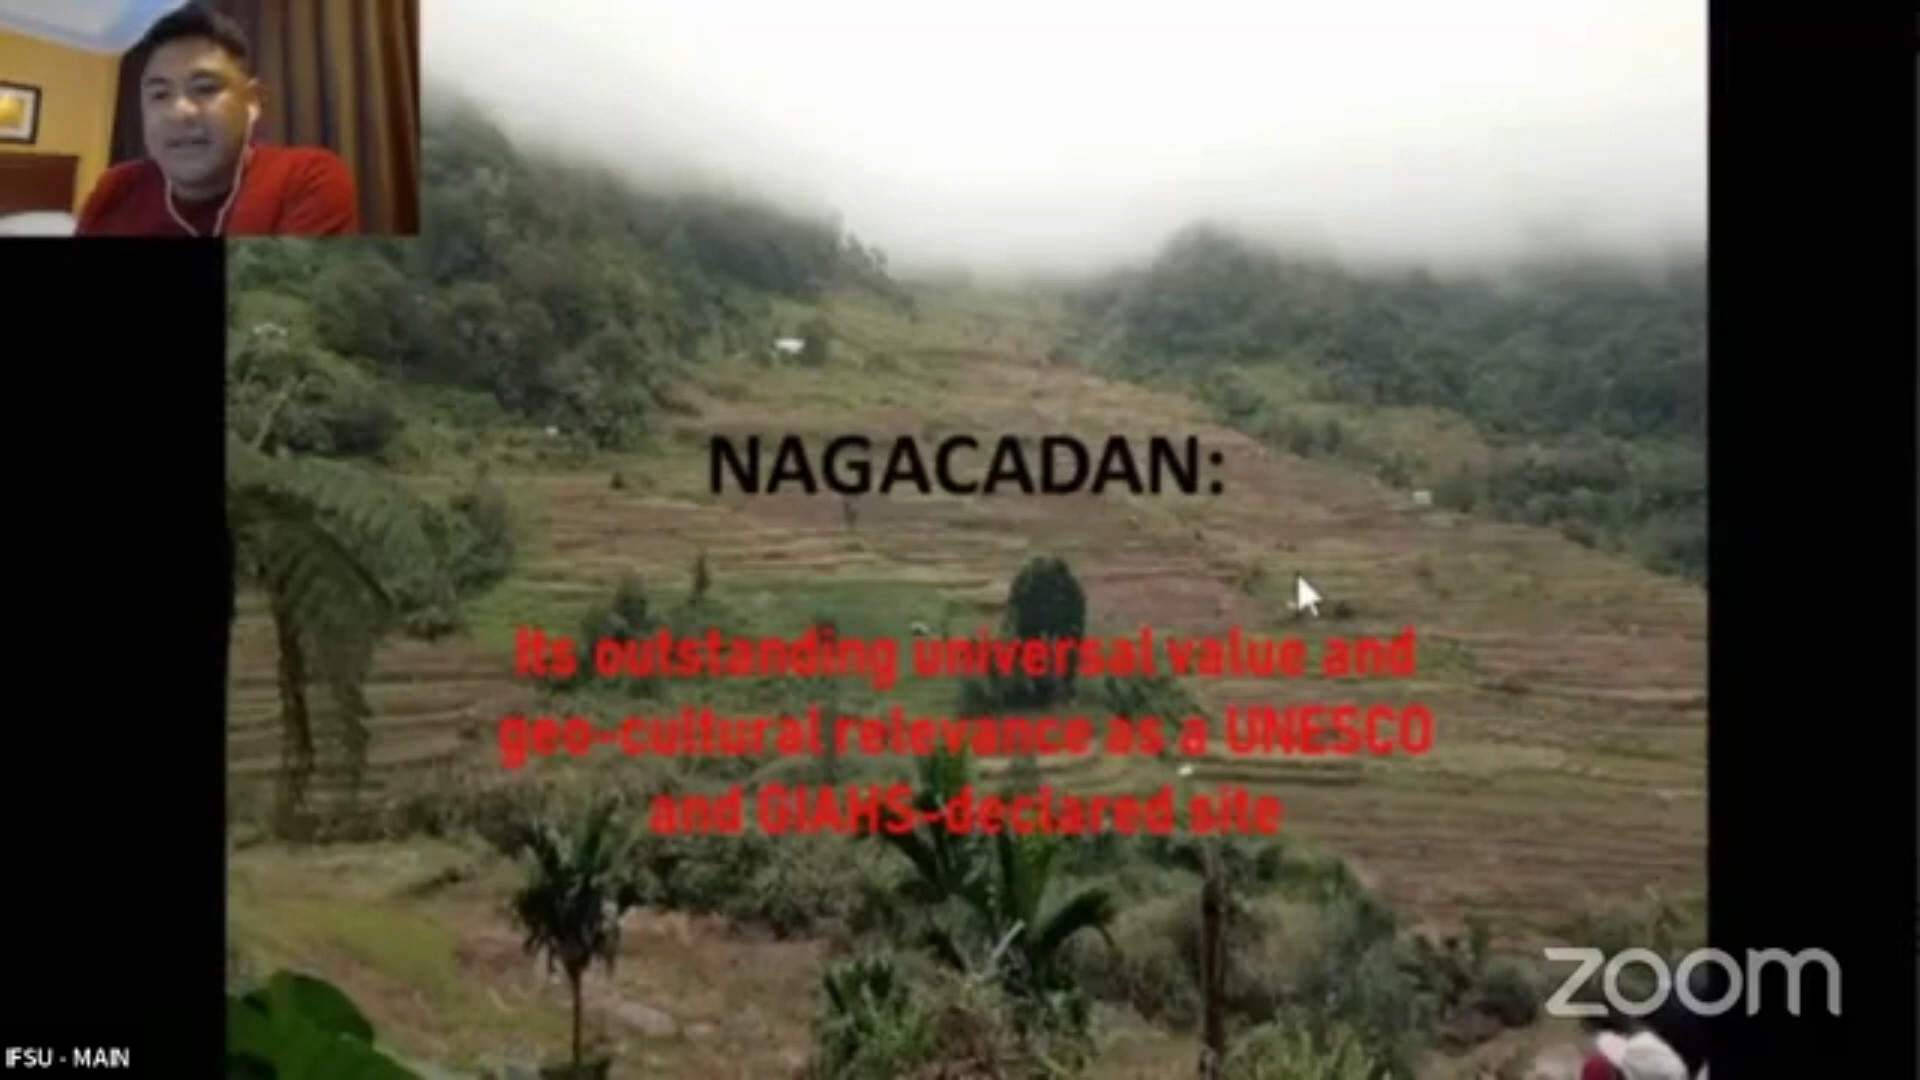 NAGACADAN:
Its outstanding universal value and
geo-cultural relevance as a UNESCO
and GIAHS-declared site
zoom
IFSU - MAIN